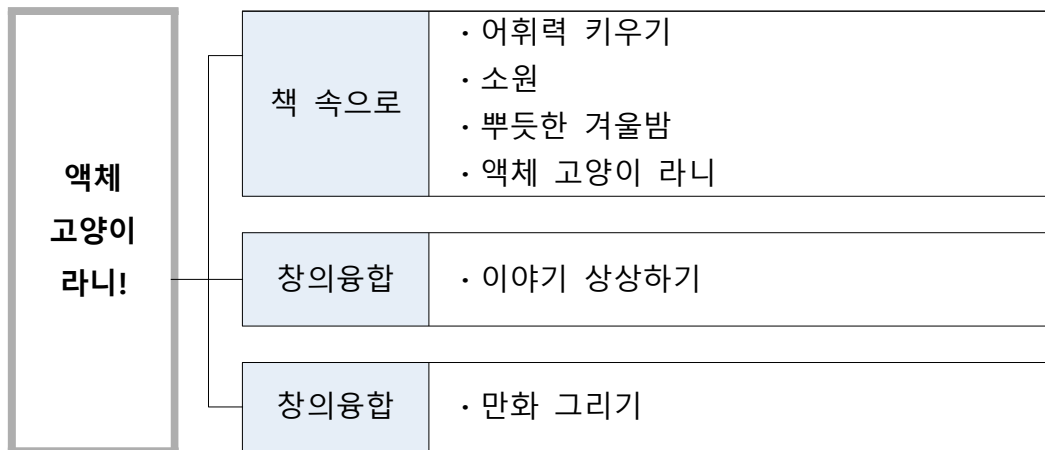 액체
고양이
라니!
책 속으로
· 어휘력 키우기
· 소원
· 뿌듯한 겨울밤
· 액체 고양이 라니
창의융합
· 이야기 상상하기
창의융합
· 만화 그리기